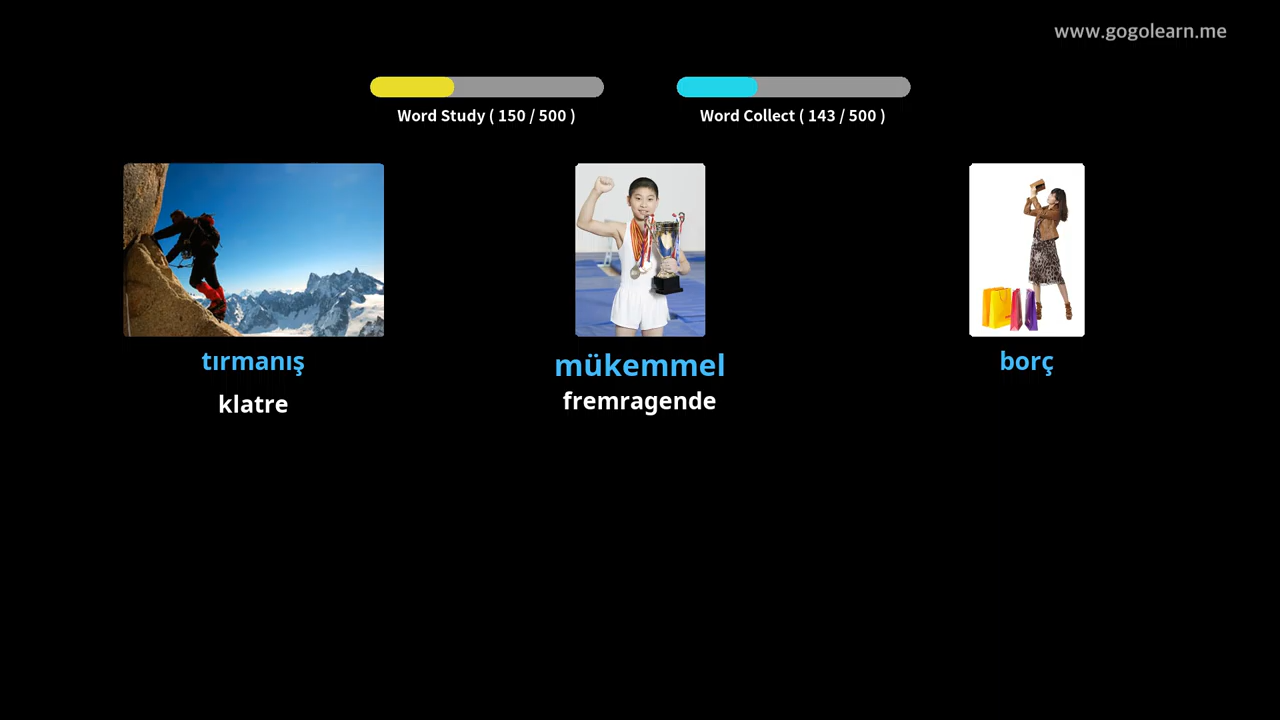 www.gogolearn.me
Word Study ( 150 / 500 )
Word Collect ( 143 / 500 )
tırmanış
mükemmel
borç
klatre
fremragende